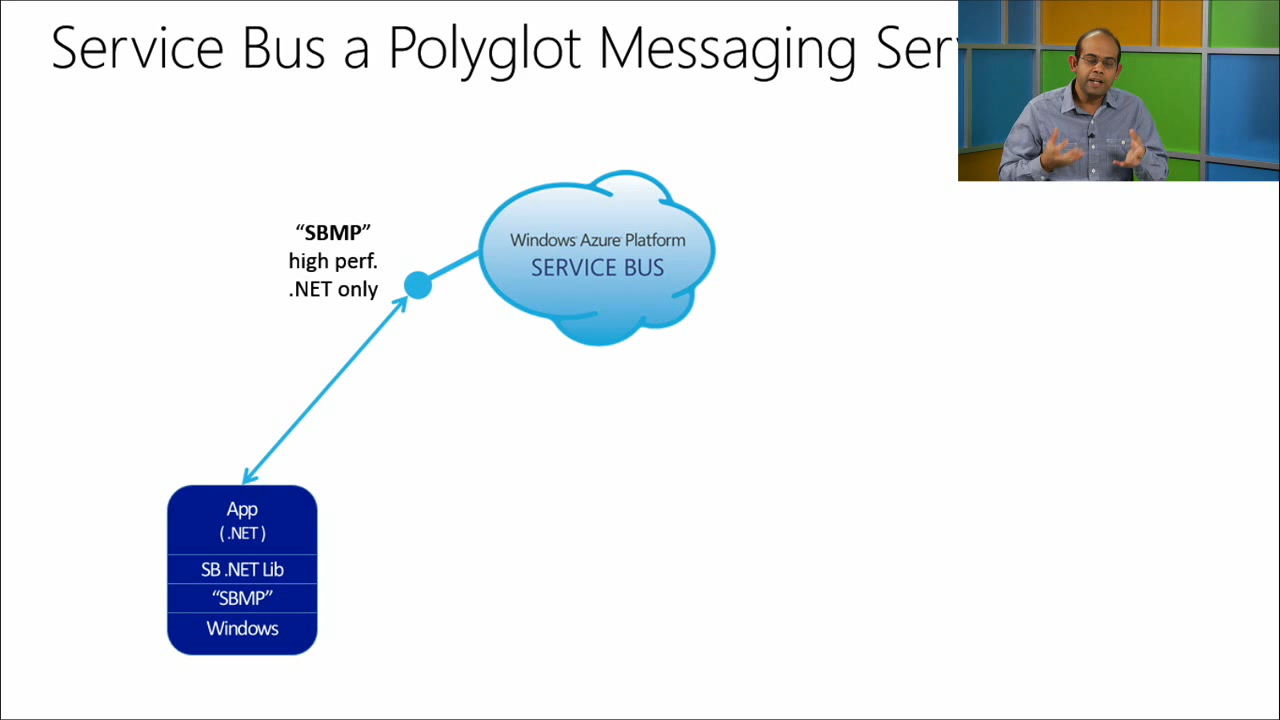 Service Bus a Polyglot Messaging Ser
“SBMP”
high perf.
.NET only
Windows Azure Platform
SERVICE BUS
App
( .NET )
SB .NET Lib
“SBMP”
Windows